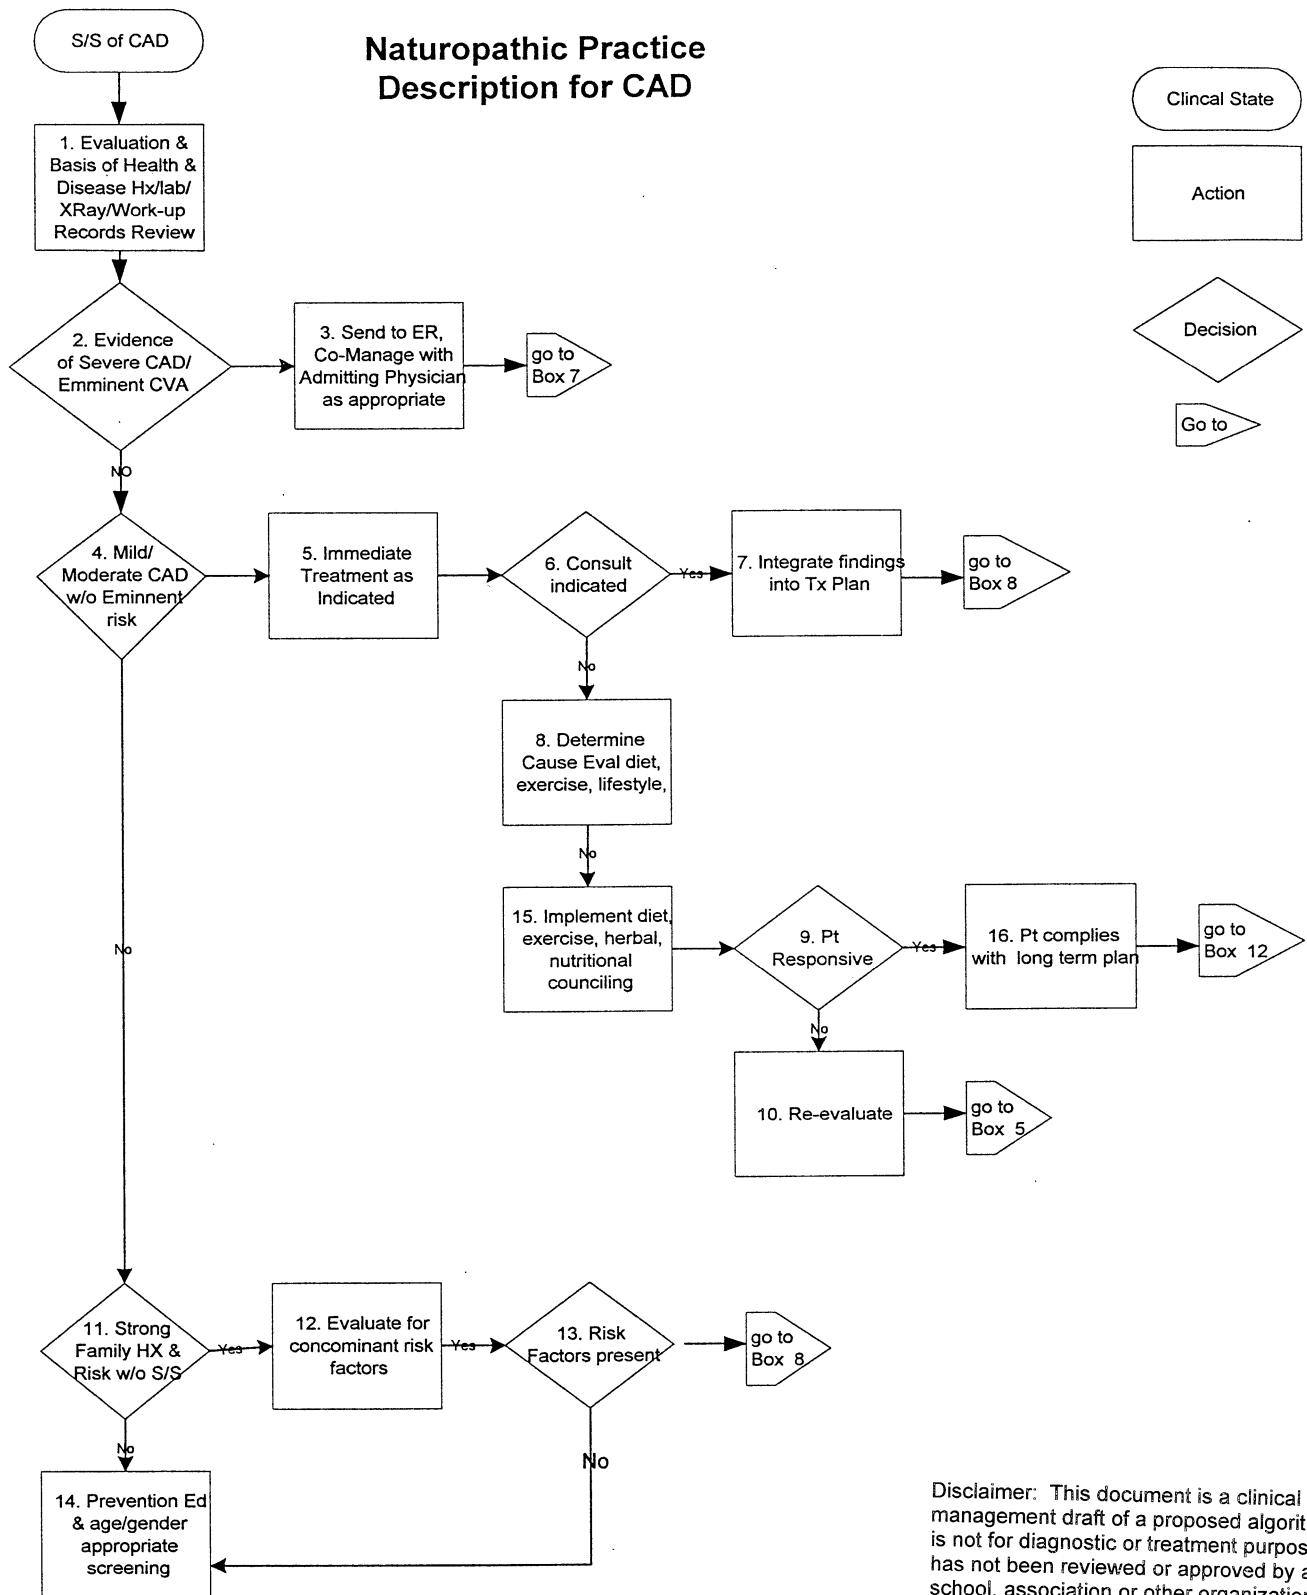 S/S of CAD
Naturopathic Practice
Description for CAD
Clincal State
Action
Decision
Go to
1. Evaluation &
Basis of Health &
Disease Hx/lab/
XRay/Work-up
Records Review
2. Evidence
of Severe CAD/
Emminent CVA
3. Send to ER,
Co-Manage with
Admitting Physician
as appropriate
go to
Box 7
NO
4. Mild/
Moderate CAD
w/o Eminnent
risk
5. Immediate
Treatment as
Indicated
6. Consult
indicated
Yes
7. Integrate findings
into Tx Plan
go to
Box 8
No
8. Determine
Cause Eval diet,
exercise, lifestyle,
No
15. Implement diet,
exercise, herbal,
nutritional
counciling
9. Pt
Responsive
Yes
16. Pt complies
with long term plan
go to
Box 12
No
No
10. Re-evaluate
go to
Box 5
11. Strong
Family HX &
Risk w/o S/S
Yes
12. Evaluate for
concominant risk
factors
Yes
13. Risk
Factors present
go to
Box 8
No
No
14. Prevention Ed
& age/gender
appropriate
screening
Disclaimer: This document is a clinical
management draft of a proposed algorit
is not for diagnostic or treatment purpos
has not been reviewed or approved by a
school, association or other organization